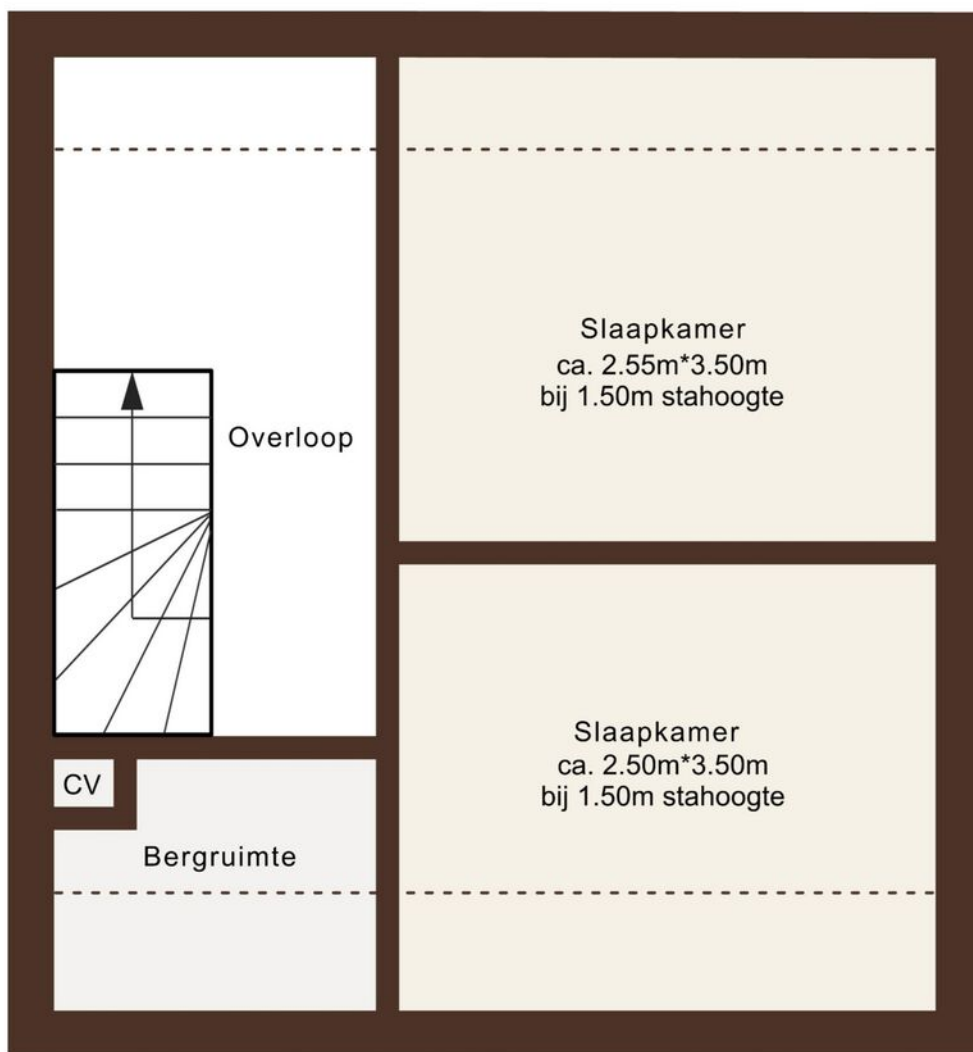 Slaapkamer
ca. 2.55m*3.50m
bij 1.50m stahoogte
Overloop
Slaapkamer
ca. 2.50m*3.50m
bij 1.50m stahoogte
CV
Bergruimte